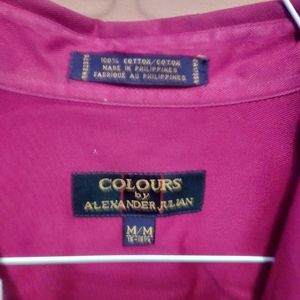 100% COTTON/COTON
MADE IN PHILIPPINES
FABRIQUE AU PHILIPPINES
COLOURS
by
ALEXANDER JULIAN
M/M